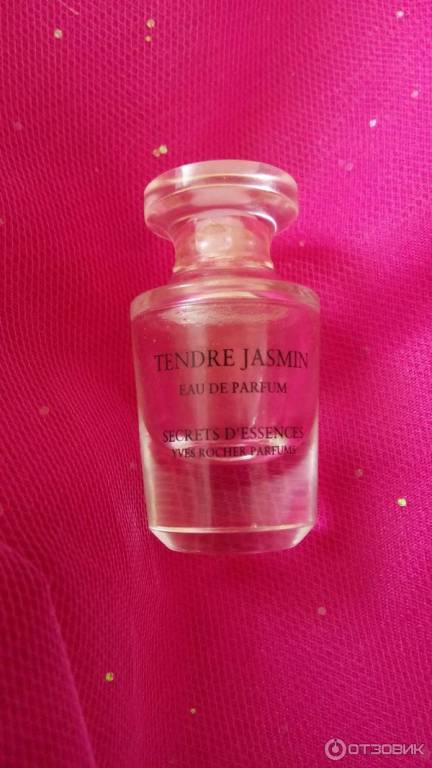 TENDRE JASMIN
EAU DE PARFUM
SECRETS D'ESSENCES
YVES ROCHER PARFUMS
ОТЗОВИК